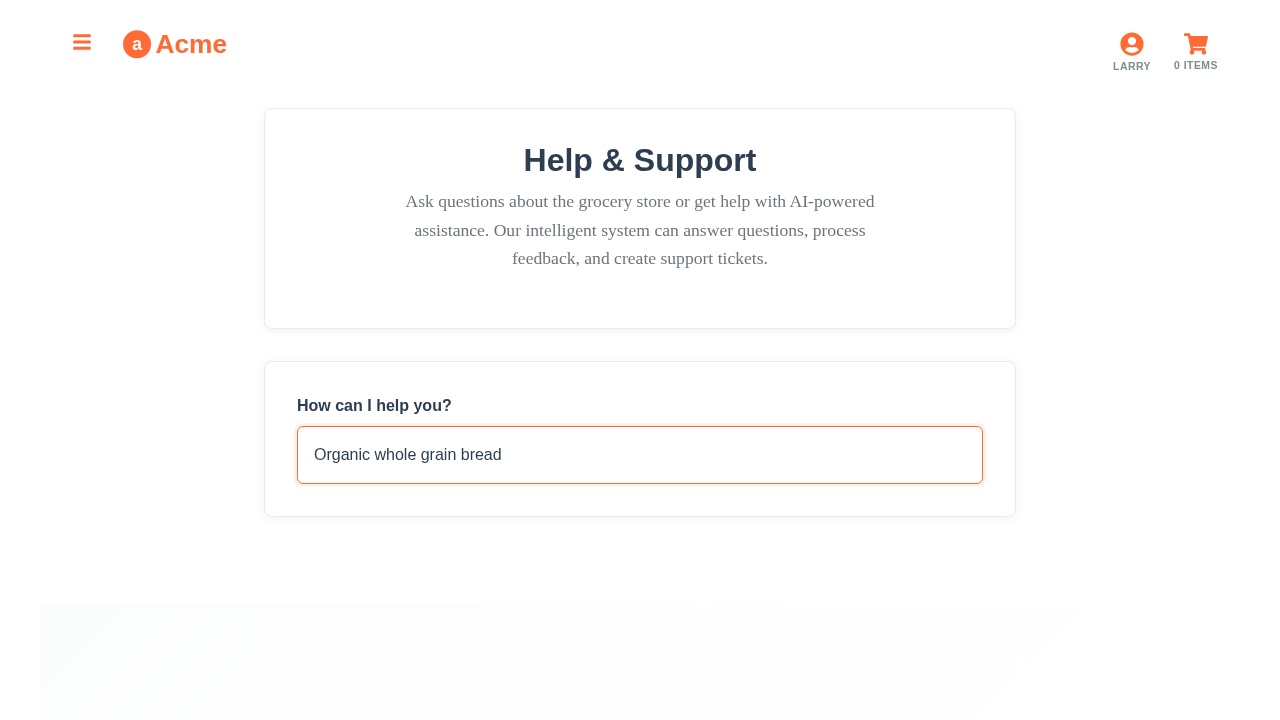 a Acme
LARRY
0 ITEMS
Help & Support
Ask questions about the grocery store or get help with AI-powered
assistance. Our intelligent system can answer questions, process
feedback, and create support tickets.
How can I help you?
Organic whole grain bread